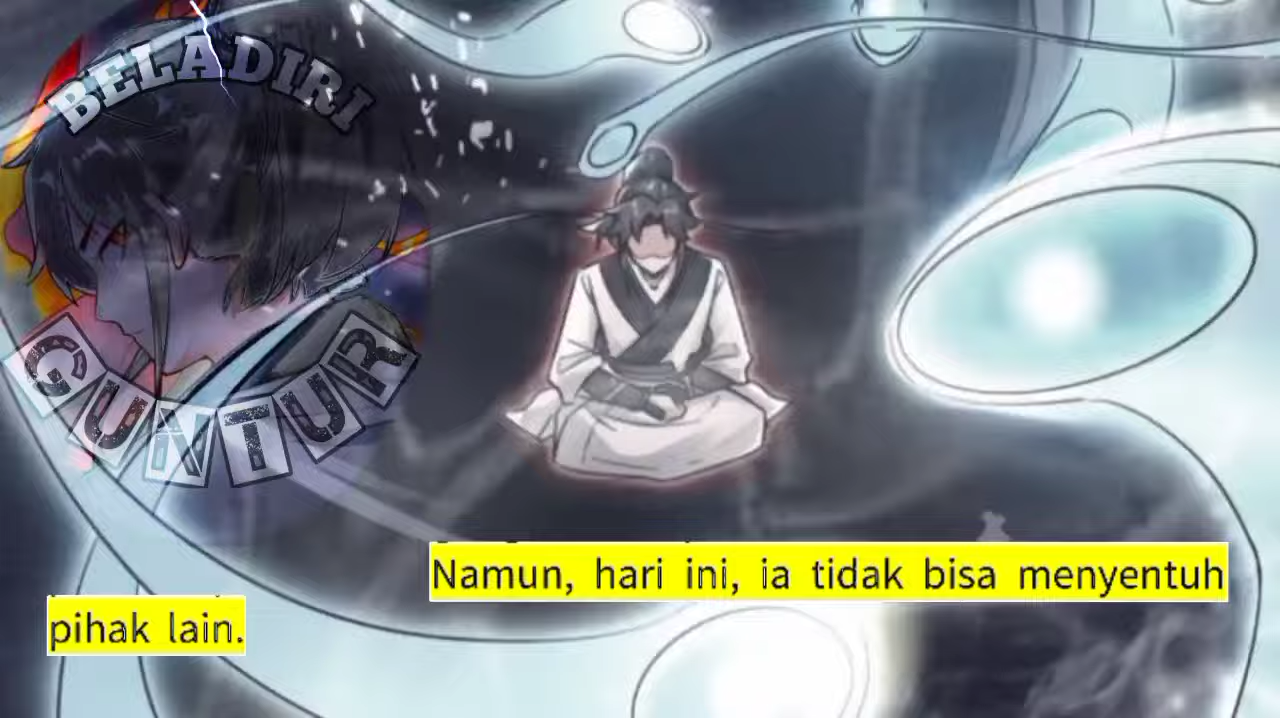 BELADIRI
GUNTUR
Namun, hari ini, ia tidak bisa menyentuh
pihak lain.